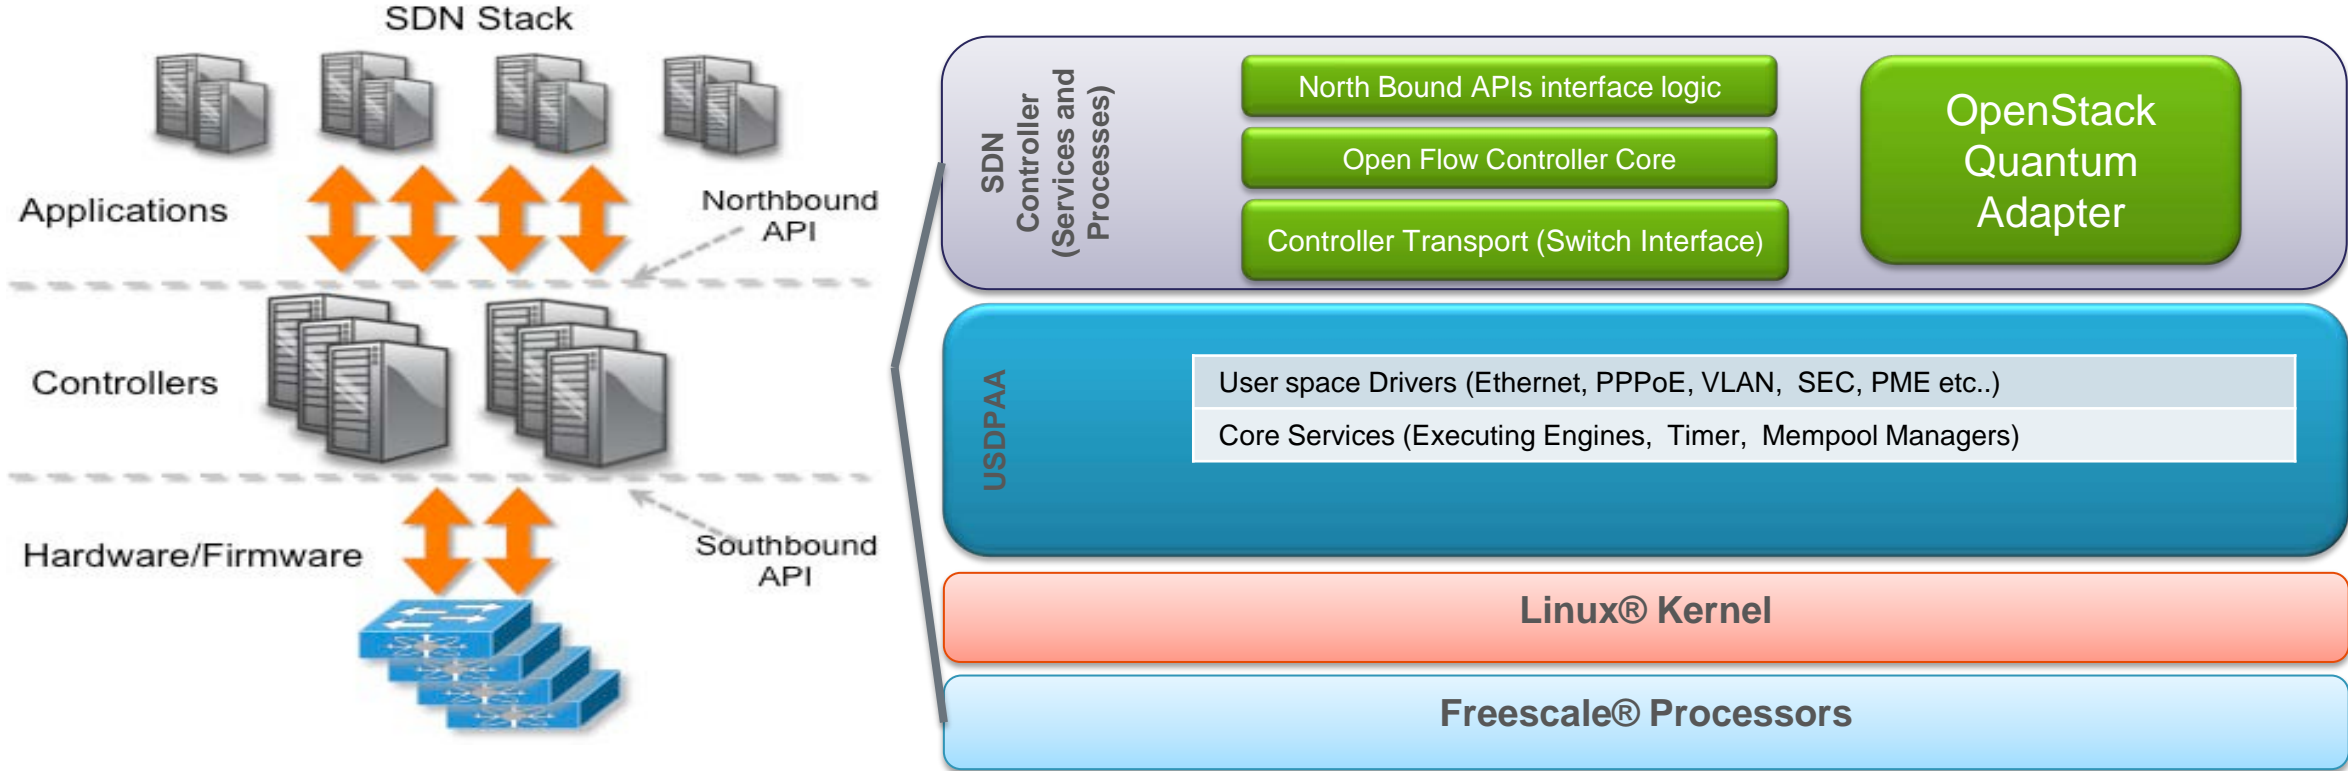 SDN Stack
Applications
Northbound
API
Controllers
Hardware/Firmware
Southbound
API
SDN
Controller
(Services and
Processes)
North Bound APIs interface logic
Open Flow Controller Core
Controller Transport (Switch Interface)
OpenStack
Quantum
Adapter
USDPAA
User space Drivers (Ethernet, PPPoE, VLAN, SEC, PME etc..)
Core Services (Executing Engines, Timer, Mempool Managers)
Linux® Kernel
Freescale® Processors